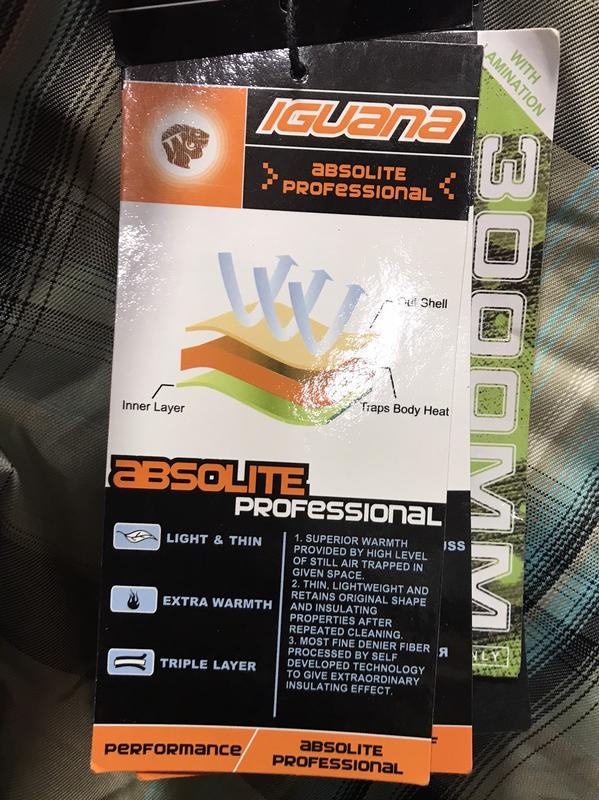 IGUANA
ABSOLITE
PROFESSIONAL
Out Shell
Inner Layer
Traps Body Heat
ABSOLITE
PROFESSIONAL
LIGHT & THIN
EXTRA WARMTH
TRIPLE LAYER
1. SUPERIOR WARMTH
PROVIDED BY HIGH LEVEL
OF STILL AIR TRAPPED IN
GIVEN SPACE.
2. THIN, LIGHTWEIGHT AND
RETAINS ORIGINAL SHAPE
AND INSULATING
PROPERTIES AFTER
REPEATED CLEANING.
3. MOST FINE DENIER FIBER
PROCESSED BY SELF
DEVELOPED TECHNOLOGY
TO GIVE EXTRAORDINARY
INSULATING EFFECT.
PERFORMANCE
ABSOLITE
PROFESSIONAL
WITH
LAMINATION
3000MM